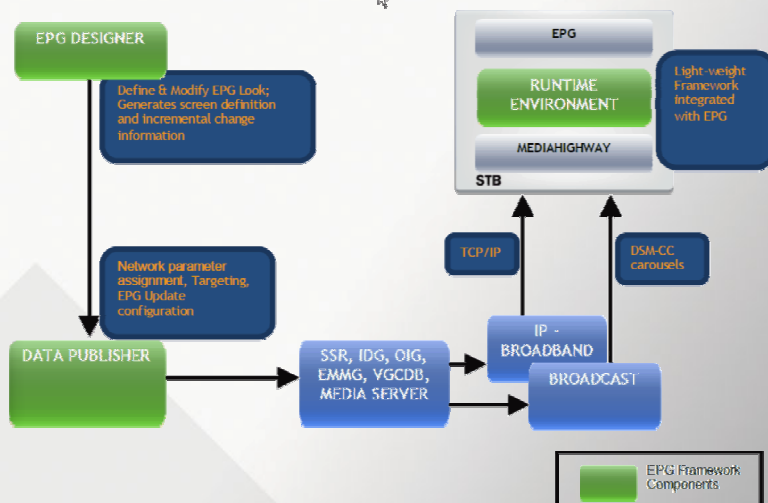 EPG DESIGNER
Define & Modify EPG Look;
Generates screen definition
and incremental change
information
EPG
RUNTIME
ENVIRONMENT
MEDIAHIGHWAY
STB
Light-weight
Framework
integrated
with EPG
Network parameter
assignment, Targeting,
EPG Update
configuration
TCP/IP
DSM-CC
carousels
DATA PUBLISHER
SSR, IDG, OIG,
EMMG, VGCDB,
MEDIA SERVER
IP -
BROADBAND
BROADCAST
EPG Framework
Components